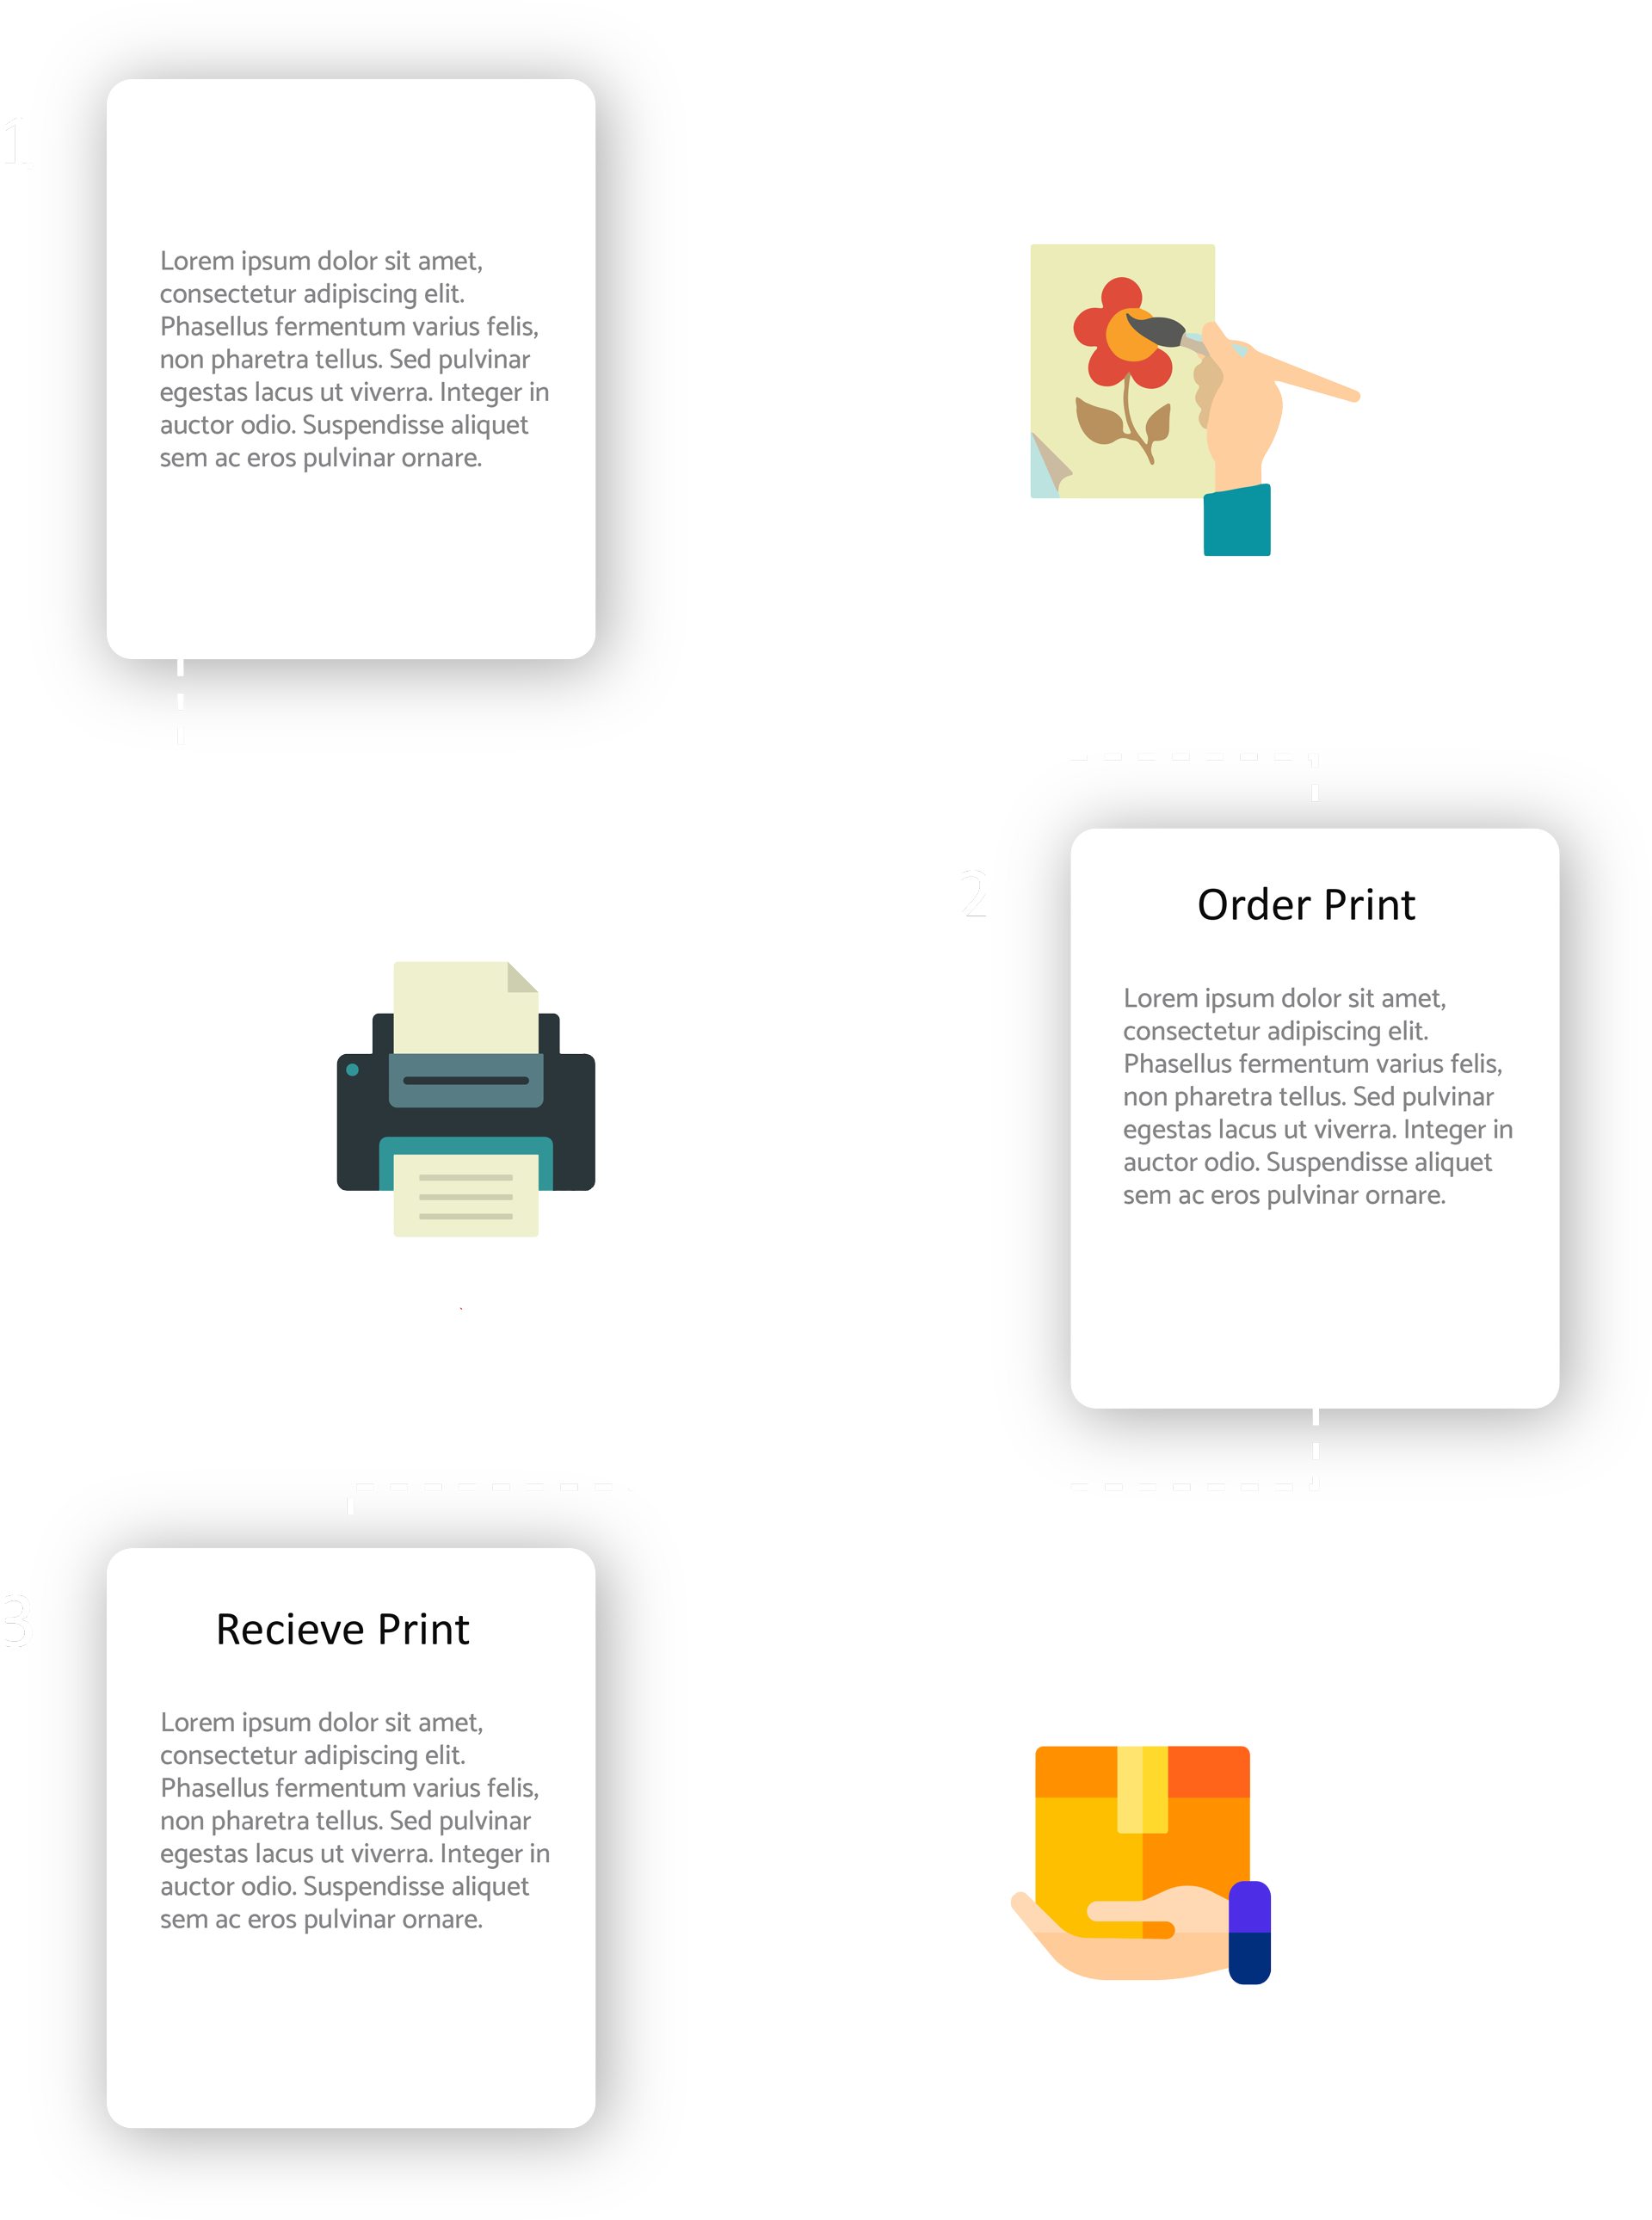 1
Lorem ipsum dolor sit amet,
consectetur adipiscing elit.
Phasellus fermentum varius felis,
non pharetra tellus. Sed pulvinar
egestas lacus ut viverra. Integer in
auctor odio. Suspendisse aliquet
sem ac eros pulvinar ornare.
2
Order Print
Lorem ipsum dolor sit amet,
consectetur adipiscing elit.
Phasellus fermentum varius felis,
non pharetra tellus. Sed pulvinar
egestas lacus ut viverra. Integer in
auctor odio. Suspendisse aliquet
sem ac eros pulvinar ornare.
3
Recieve Print
Lorem ipsum dolor sit amet,
consectetur adipiscing elit.
Phasellus fermentum varius felis,
non pharetra tellus. Sed pulvinar
egestas lacus ut viverra. Integer in
auctor odio. Suspendisse aliquet
sem ac eros pulvinar ornare.